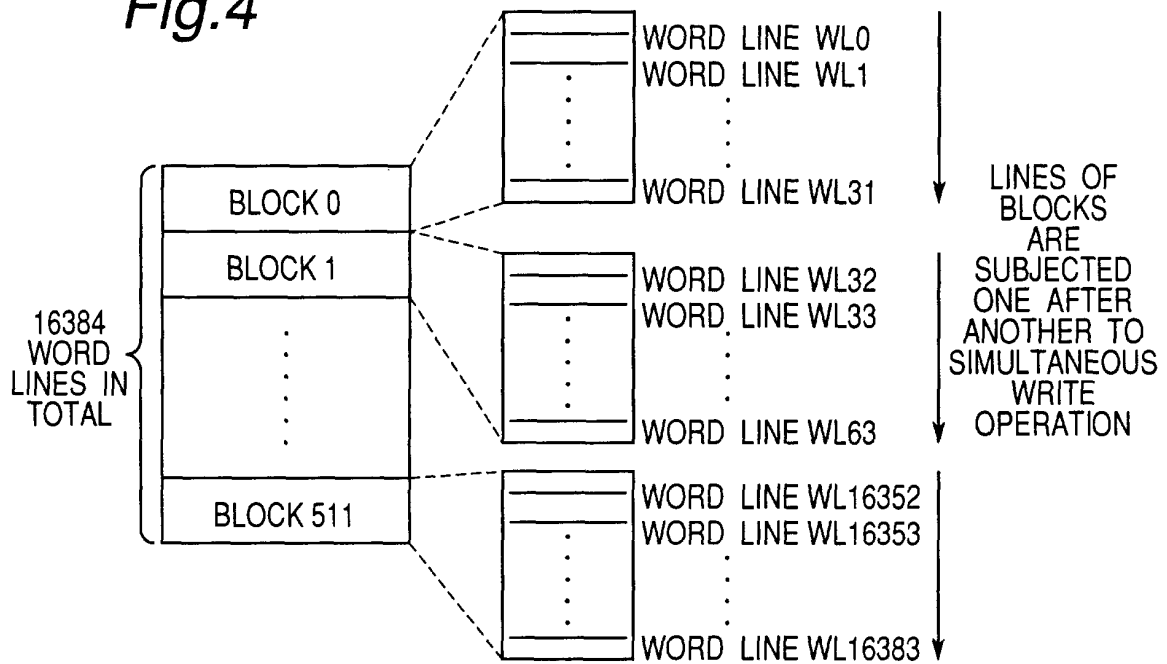 Fig.4
16384
WORD
LINES IN
TOTAL
BLOCK 0
BLOCK 1
BLOCK 511
WORD LINE WL0
WORD LINE WL1
WORD LINE WL31
WORD LINE WL32
WORD LINE WL33
WORD LINE WL63
WORD LINE WL16352
WORD LINE WL16353
WORD LINE WL16383
LINES OF
BLOCKS
ARE
SUBJECTED
ONE AFTER
ANOTHER TO
SIMULTANEOUS
WRITE
OPERATION